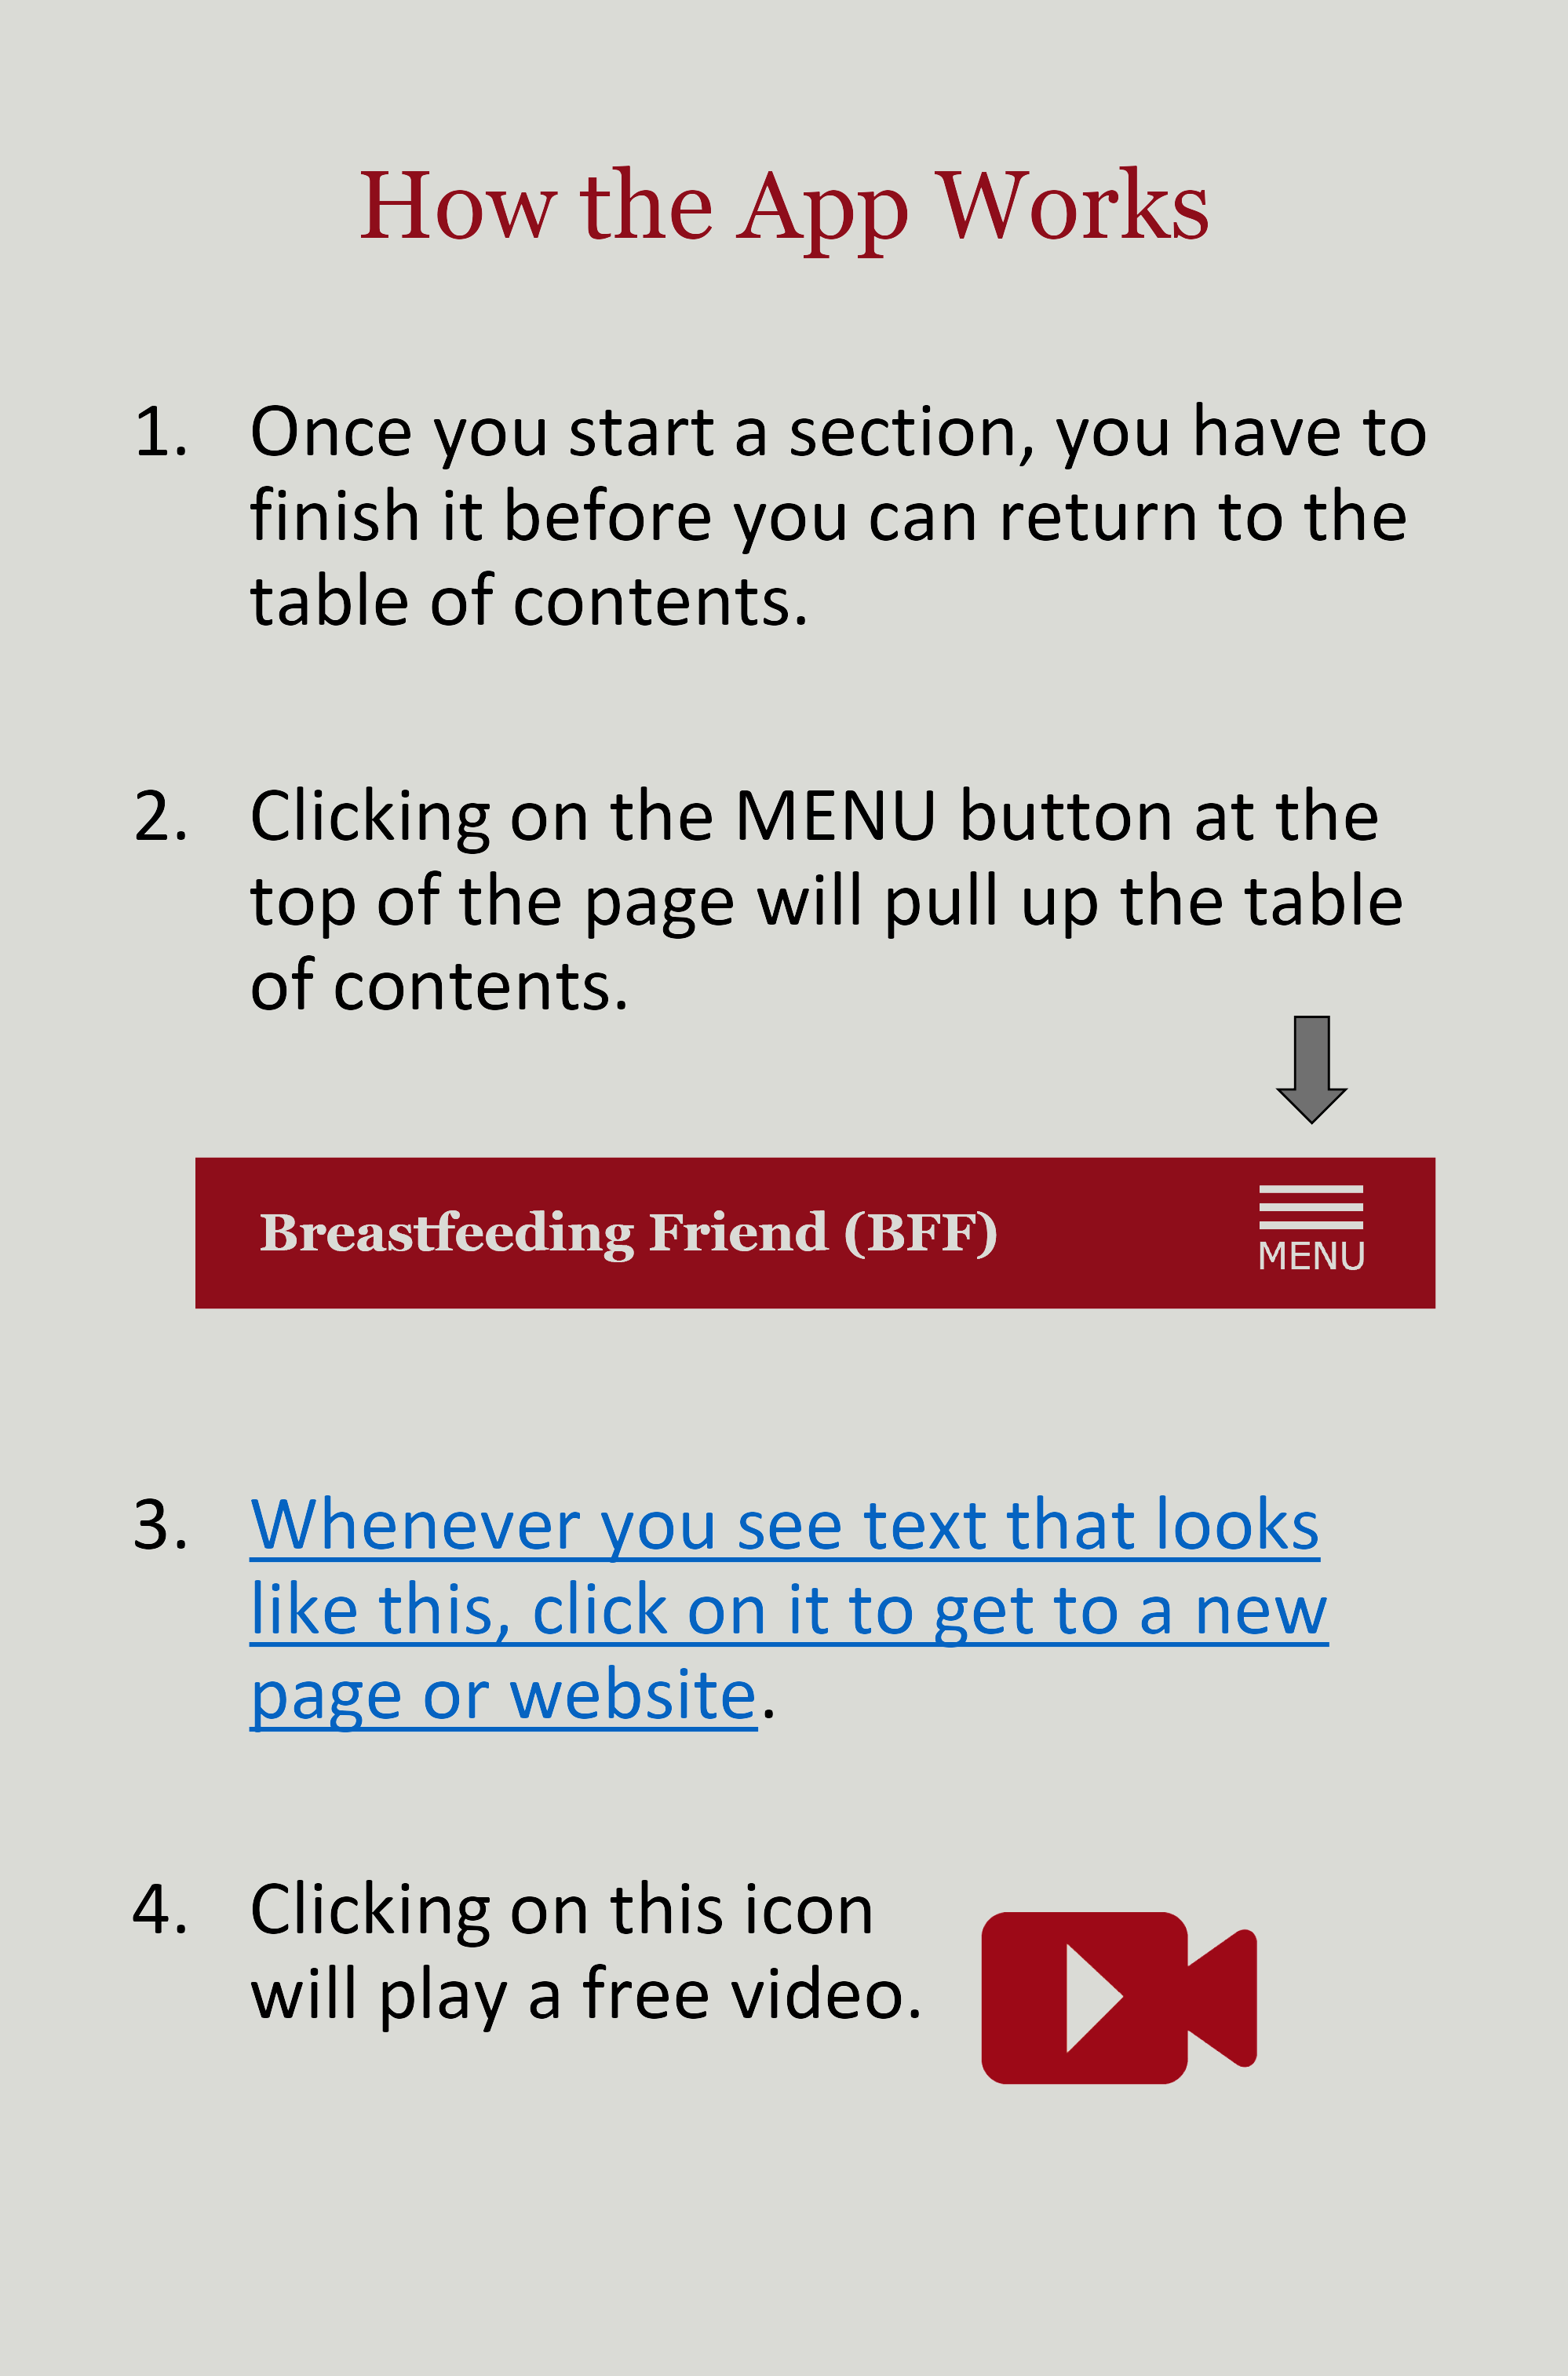 How the App Works
1. Once you start a section, you have to
finish it before you can return to the
table of contents.
2. Clicking on the MENU button at the
top of the page will pull up the table
of contents.
Breastfeeding Friend (BFF)
MENU
3. Whenever you see text that looks
like this, click on it to get to a new
page or website.
4. Clicking on this icon
will play a free video.